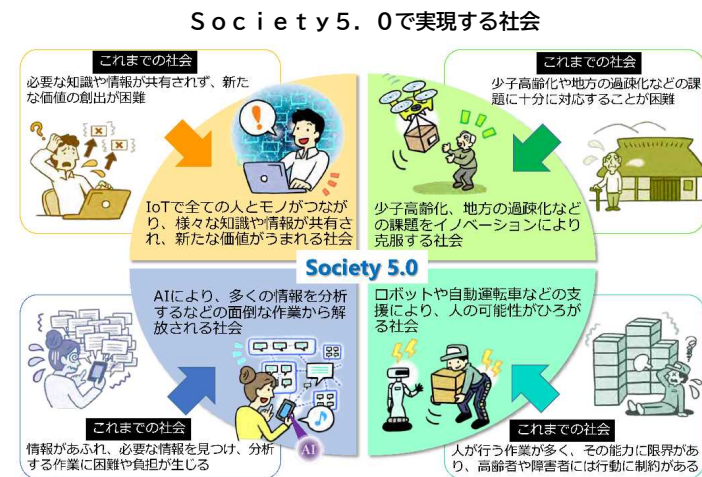 Ｓｏｃｉｅｔｙ５．０で実現する社会
これまでの社会
必要な知識や情報が共有されず、新た
な価値の創出が困難
これまでの社会
少子高齢化や地方の過疎化などの課
題に十分に対応することが困難
IoTで全ての人とモノがつなが
り、様々な知識や情報が共有さ
れ、新たな価値がうまれる社会
少子高齢化、地方の過疎化など
の課題をイノベーションにより
克服する社会
Society 5.0
AIにより、多くの情報を分析
するなどの面倒な作業から解
放される社会
ロボットや自動運転車などの支
援により、人の可能性がひろが
る社会
AI
これまでの社会
情報があふれ、必要な情報を見つけ、分析
する作業に困難や負担が生じる
これまでの社会
人が行う作業が多く、その能力に限界があ
り、高齢者や障害者には行動に制約がある